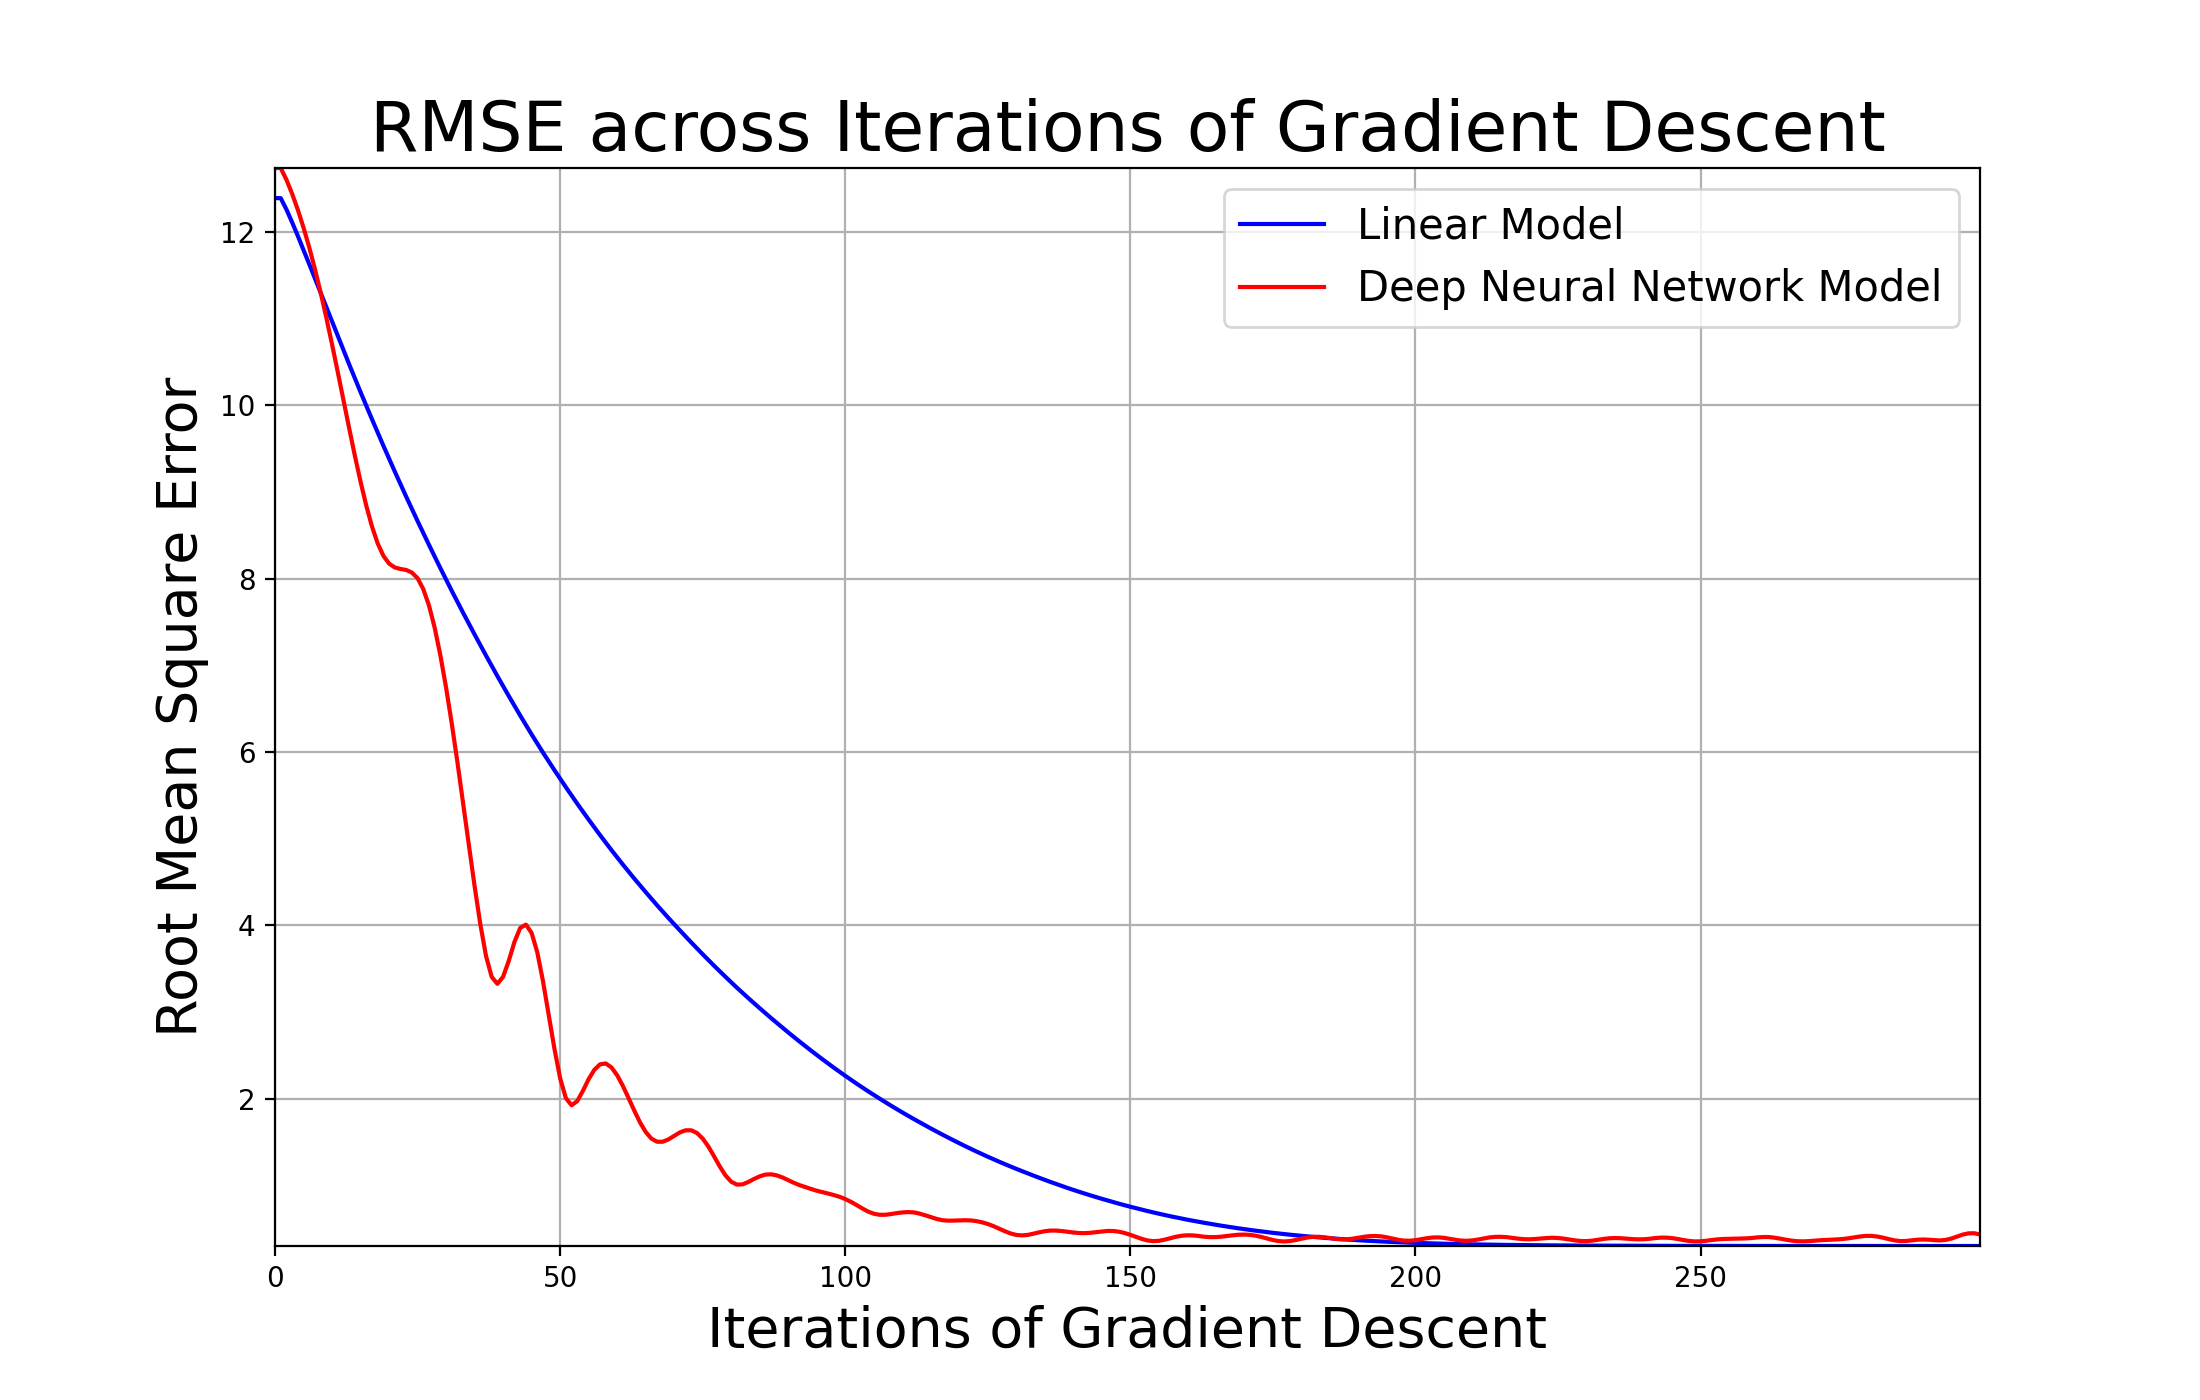 RMSE across Iterations of Gradient Descent
Linear Model
Deep Neural Network Model
Root Mean Square Error
12
10
8
6
4
2
0 50 100 150 200 250
Iterations of Gradient Descent